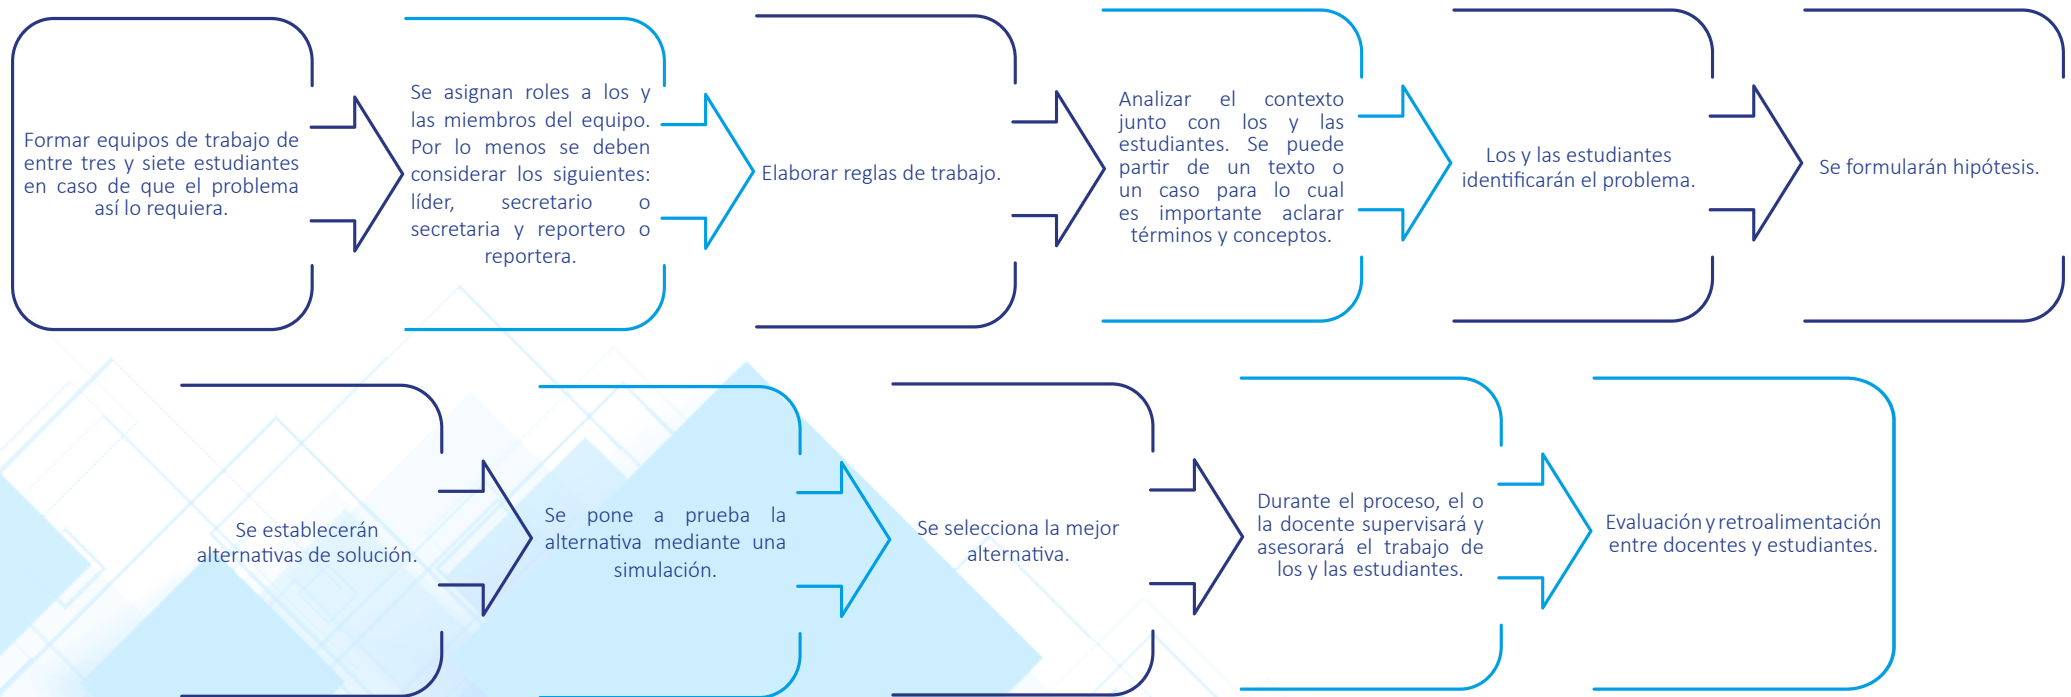 Formar equipos de trabajo de
entre tres y siete estudiantes
en caso de que el problema
así lo requiera.
Se asignan roles a los y
las miembros del equipo.
Por lo menos se deben
considerar los siguientes:
líder, secretario o
secretaria y reportero o
reportera.
Elaborar reglas de trabajo.
Analizar el contexto
junto con los y las
estudiantes. Se puede
partir de un texto o
un caso para lo cual
es importante aclarar
términos y conceptos.
Los y las estudiantes
identificarán el problema.
Se formularán hipótesis.
Se establecerán
alternativas de solución.
Se pone a prueba la
alternativa mediante una
simulación.
Se selecciona la mejor
alternativa.
Durante el proceso, el o
la docente supervisará y
asesorará el trabajo de
los y las estudiantes.
Evaluación y retroalimentación
entre docentes y estudiantes.